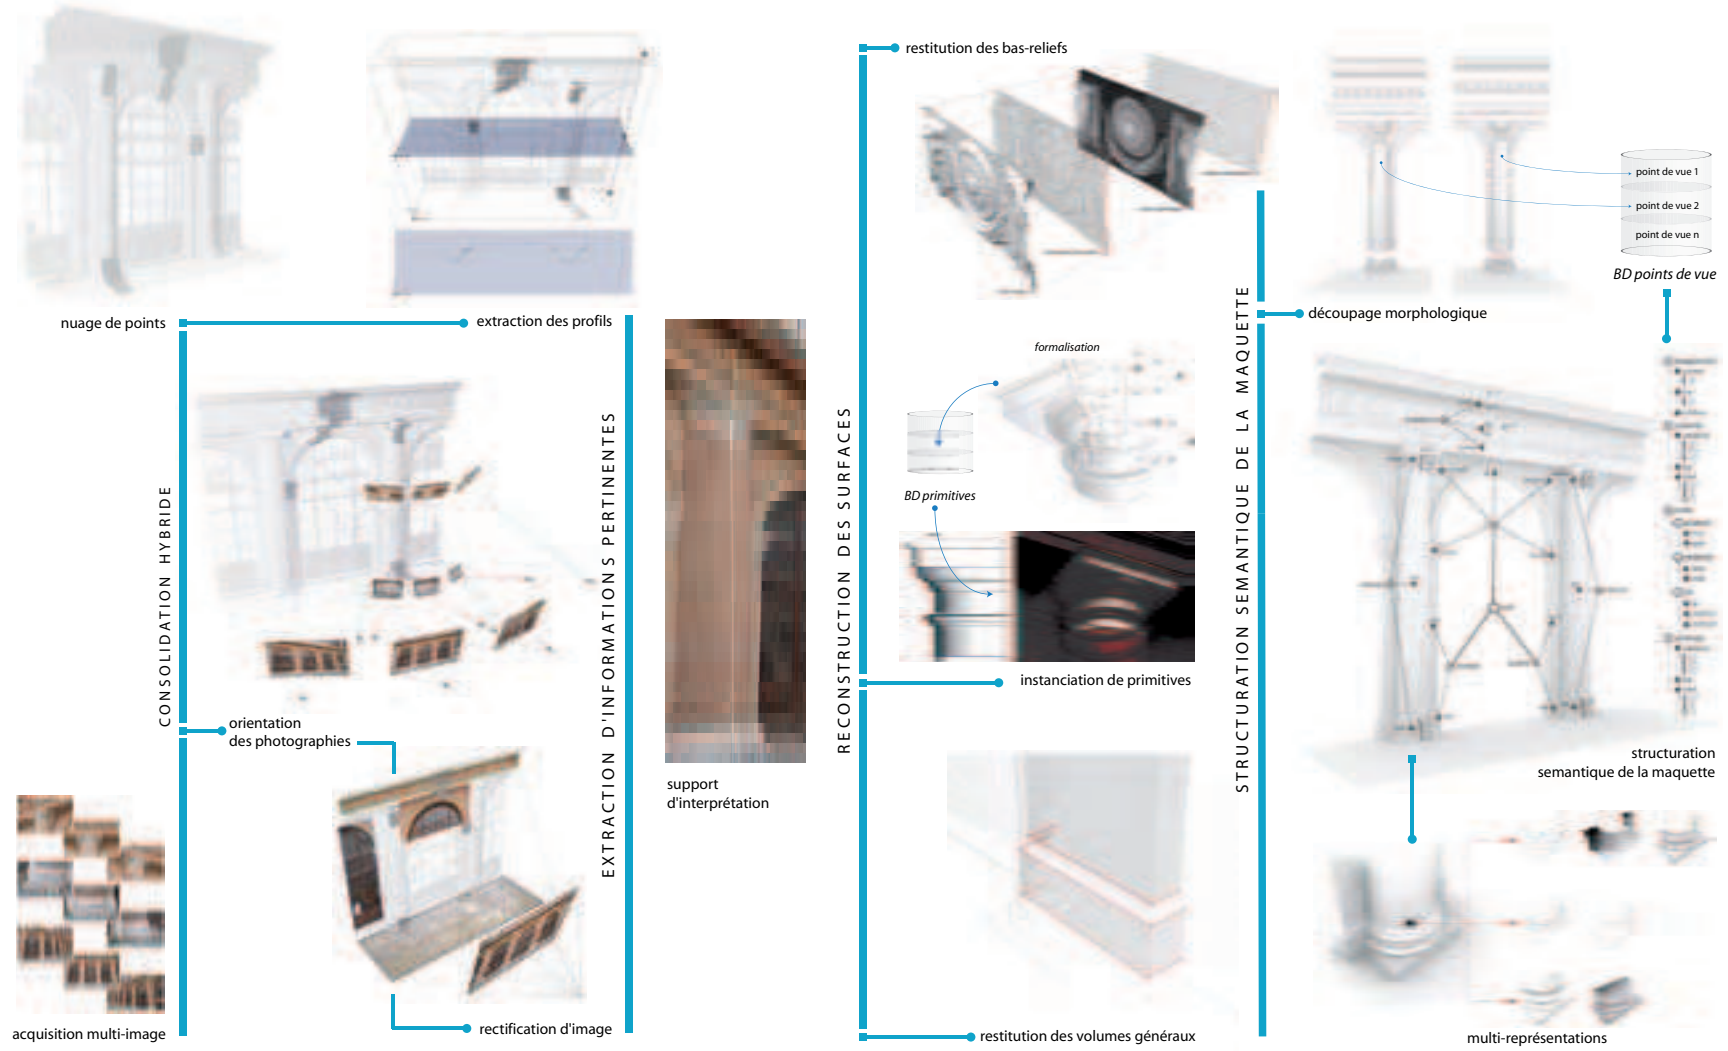 nuage de points
extraction des profils
CONSOLIDATION HYBRIDE
orientation
des photographies
acquisition multi-image
rectification d'image
EXTRACTION D'INFORMATIONS PERTINENTES
support
d'interprétation
RECONSTRUCTION DES SURFACES
restitution des bas-reliefs
formalisation
BD primitives
instanciation de primitives
restitution des volumes généraux
STRUCTURATION SEMANTIQUE DE LA MAQUETTE
point de vue 1
point de vue 2
point de vue n
BD points de vue
découpage morphologique
structuration
semantique de la maquette
multi-représentations